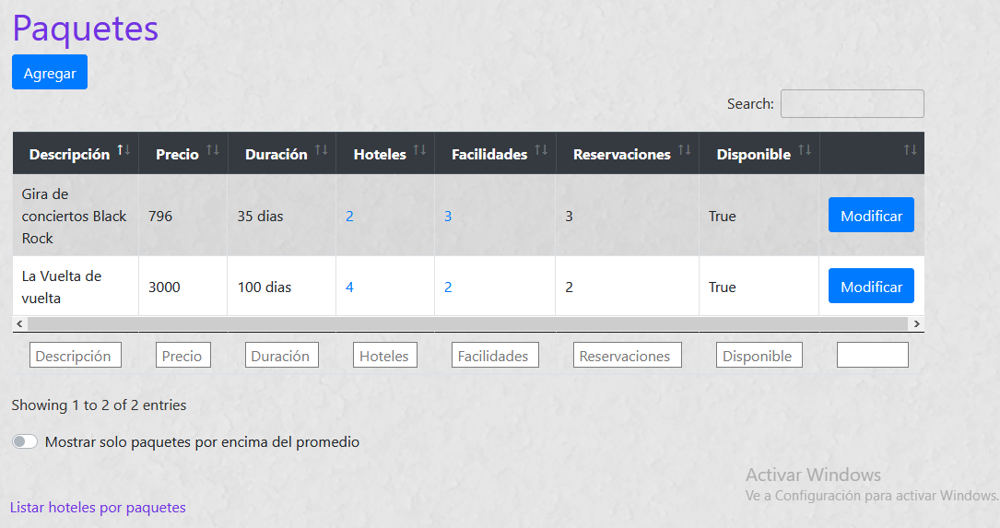 Paquetes
Agregar
Search:
Descripción Precio Duración Hoteles Facilidades Reservaciones Disponible
Gira de
conciertos Black
Rock
796 35 dias 2 3 3 True Modificar
La Vuelta de
vuelta
3000 100 dias 4 2 2 True Modificar
Descripción Precio Duración Hoteles Facilidades Reservaciones Disponible
Showing 1 to 2 of 2 entries
Mostrar solo paquetes por encima del promedio
Activar Windows
Ve a Configuración para activar Windows.
Listar hoteles por paquetes